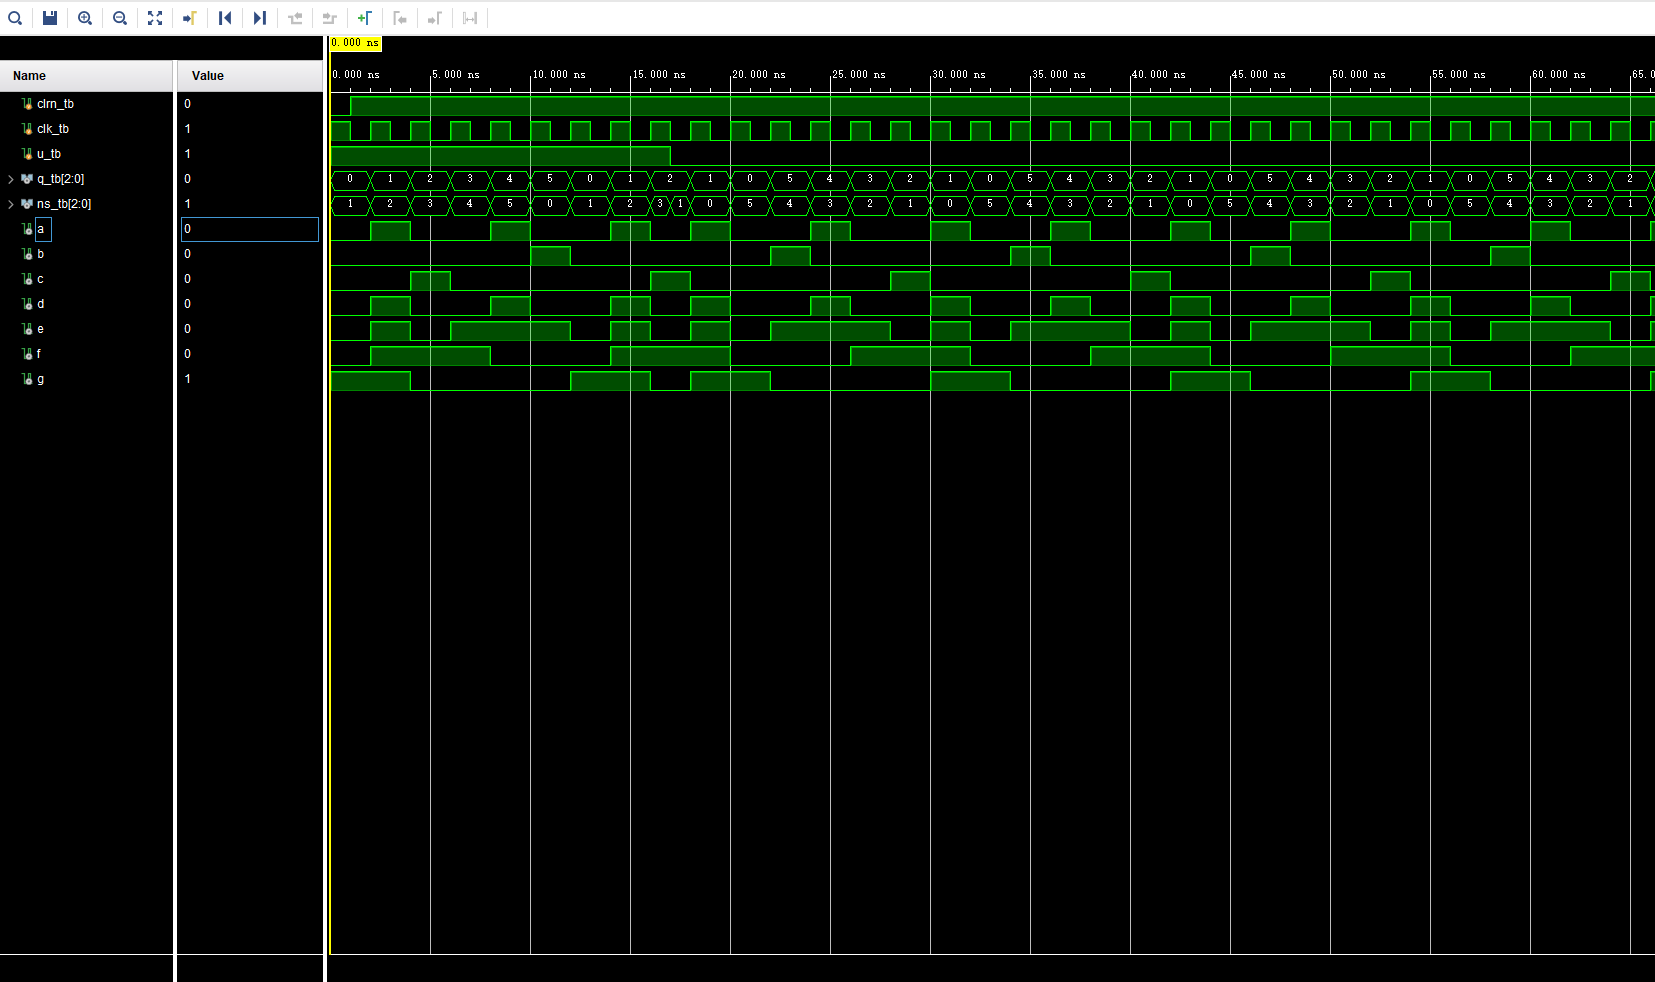 0.000 ns
Name Value 0.000 ns 5.000 ns 10.000 ns 15.000 ns 20.000 ns 25.000 ns 30.000 ns 35.000 ns 40.000 ns 45.000 ns 50.000 ns 55.000 ns 60.000 ns 65.0
clrn_tb 0
clk_tb 1
u_tb 1
q_tb[2:0] 0 0 1 2 3 4 5 0 1 2 1 0 5 4 3 2 1 0 5 4 3 2 1 0 5 4 3 2 1 0 5 4 3 2
ns_tb[2:0] 1 1 2 3 4 5 0 1 2 3 1 0 5 4 3 2 1 0 5 4 3 2 1 0 5 4 3 2 1 0 5 4 3 2 1
a 0
b 0
c 0
d 0
e 0
f 0
g 1